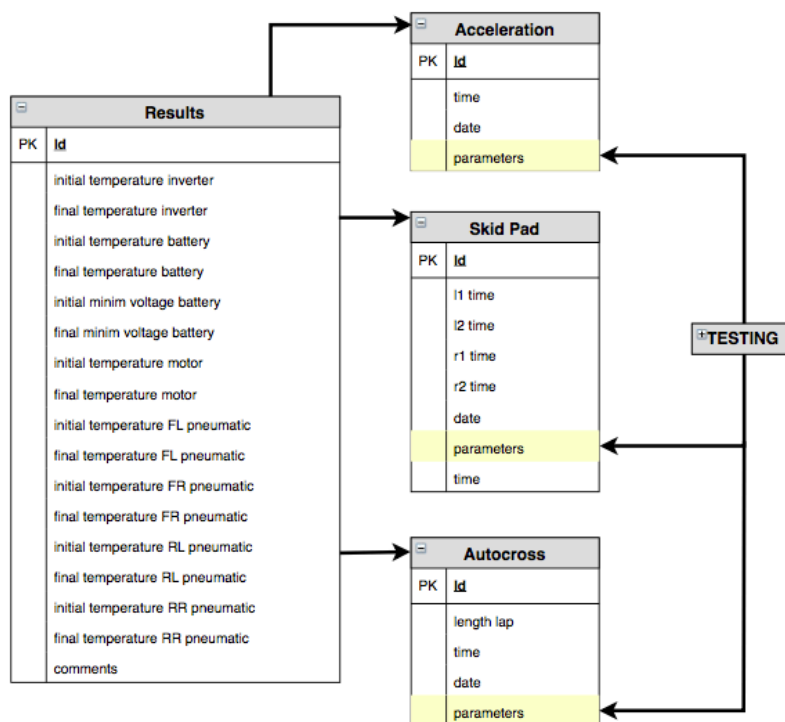 Results
PK Id
initial temperature inverter
final temperature inverter
initial temperature battery
final temperature battery
initial minim voltage battery
final minim voltage battery
initial temperature motor
final temperature motor
initial temperature FL pneumatic
final temperature FL pneumatic
initial temperature FR pneumatic
final temperature FR pneumatic
initial temperature RL pneumatic
final temperature RL pneumatic
initial temperature RR pneumatic
final temperature RR pneumatic
comments
Acceleration
PK Id
time
date
parameters
Skid Pad
PK Id
l1 time
l2 time
r1 time
r2 time
date
parameters
time
Autocross
PK Id
length lap
time
date
parameters
TESTING